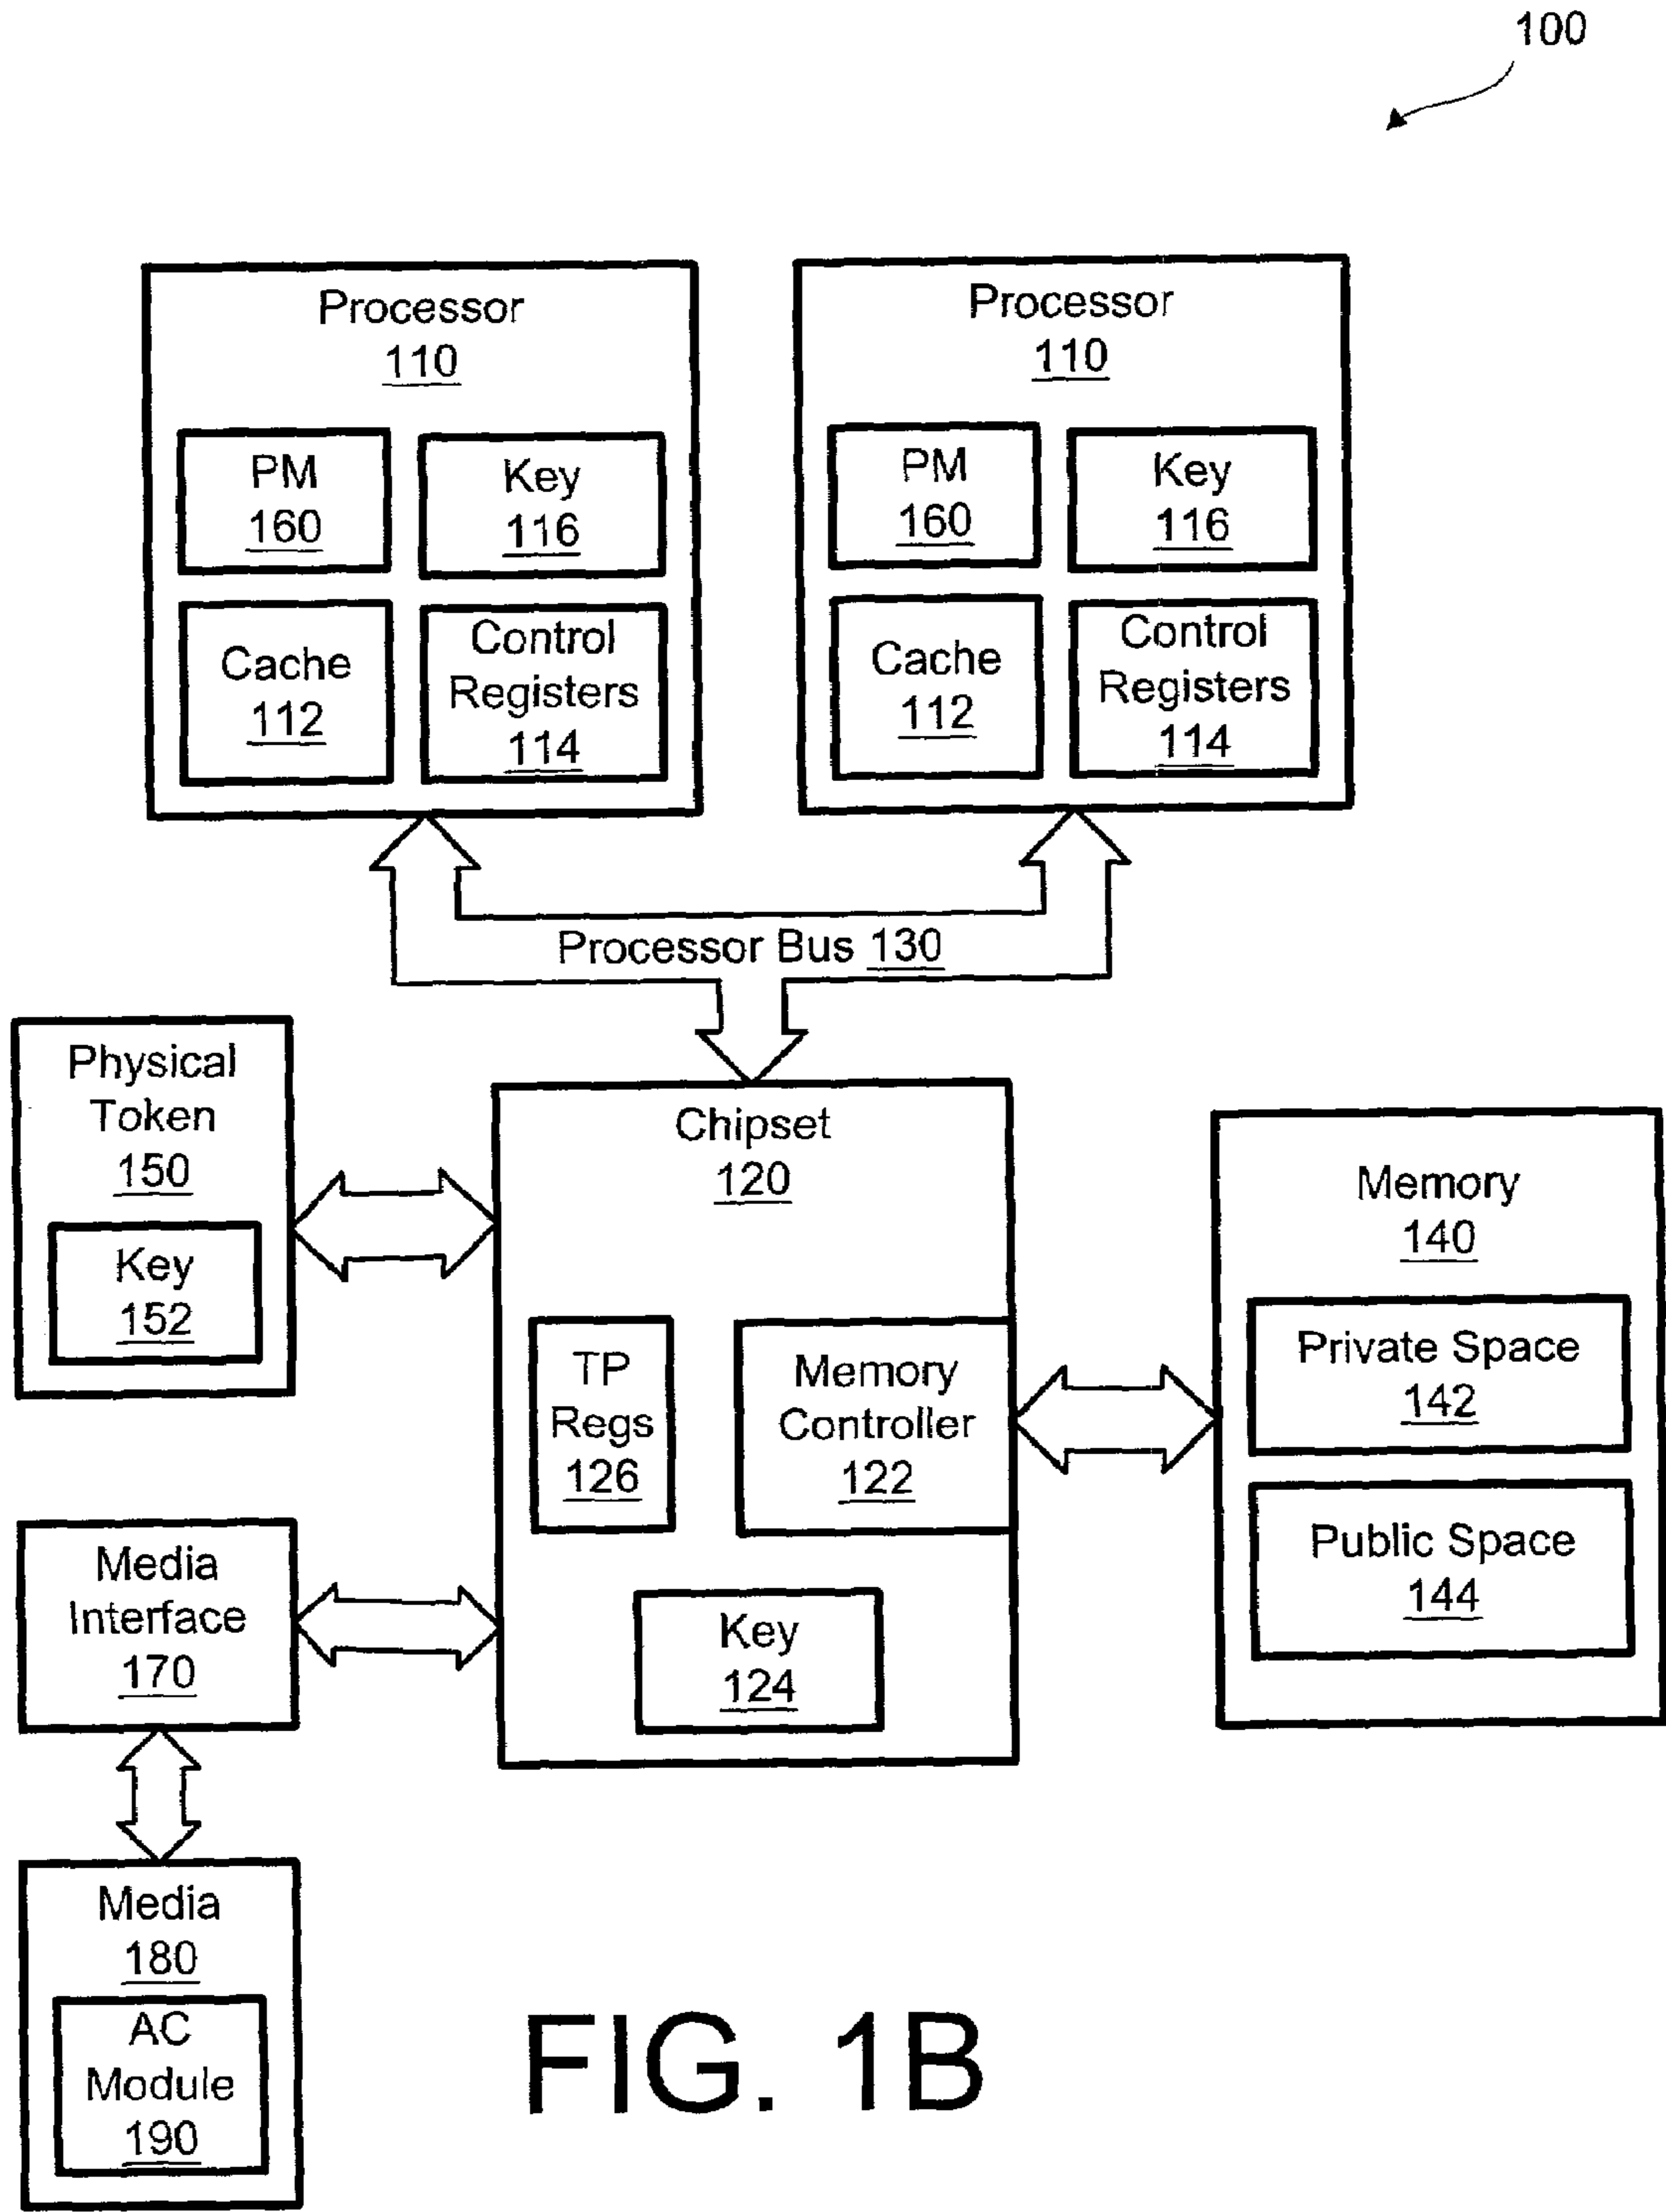 100
Processor
110
PM
160
Key
116
Cache
112
Control
Registers
114
Processor
110
PM
160
Key
116
Cache
112
Control
Registers
114
Processor Bus 130
Physical
Token
150
Key
152
Chipset
120
TP
Regs
126
Memory
Controller
122
Key
124
Memory
140
Private Space
142
Public Space
144
Media
Interface
170
Media
180
AC
Module
190
FIG. 1B